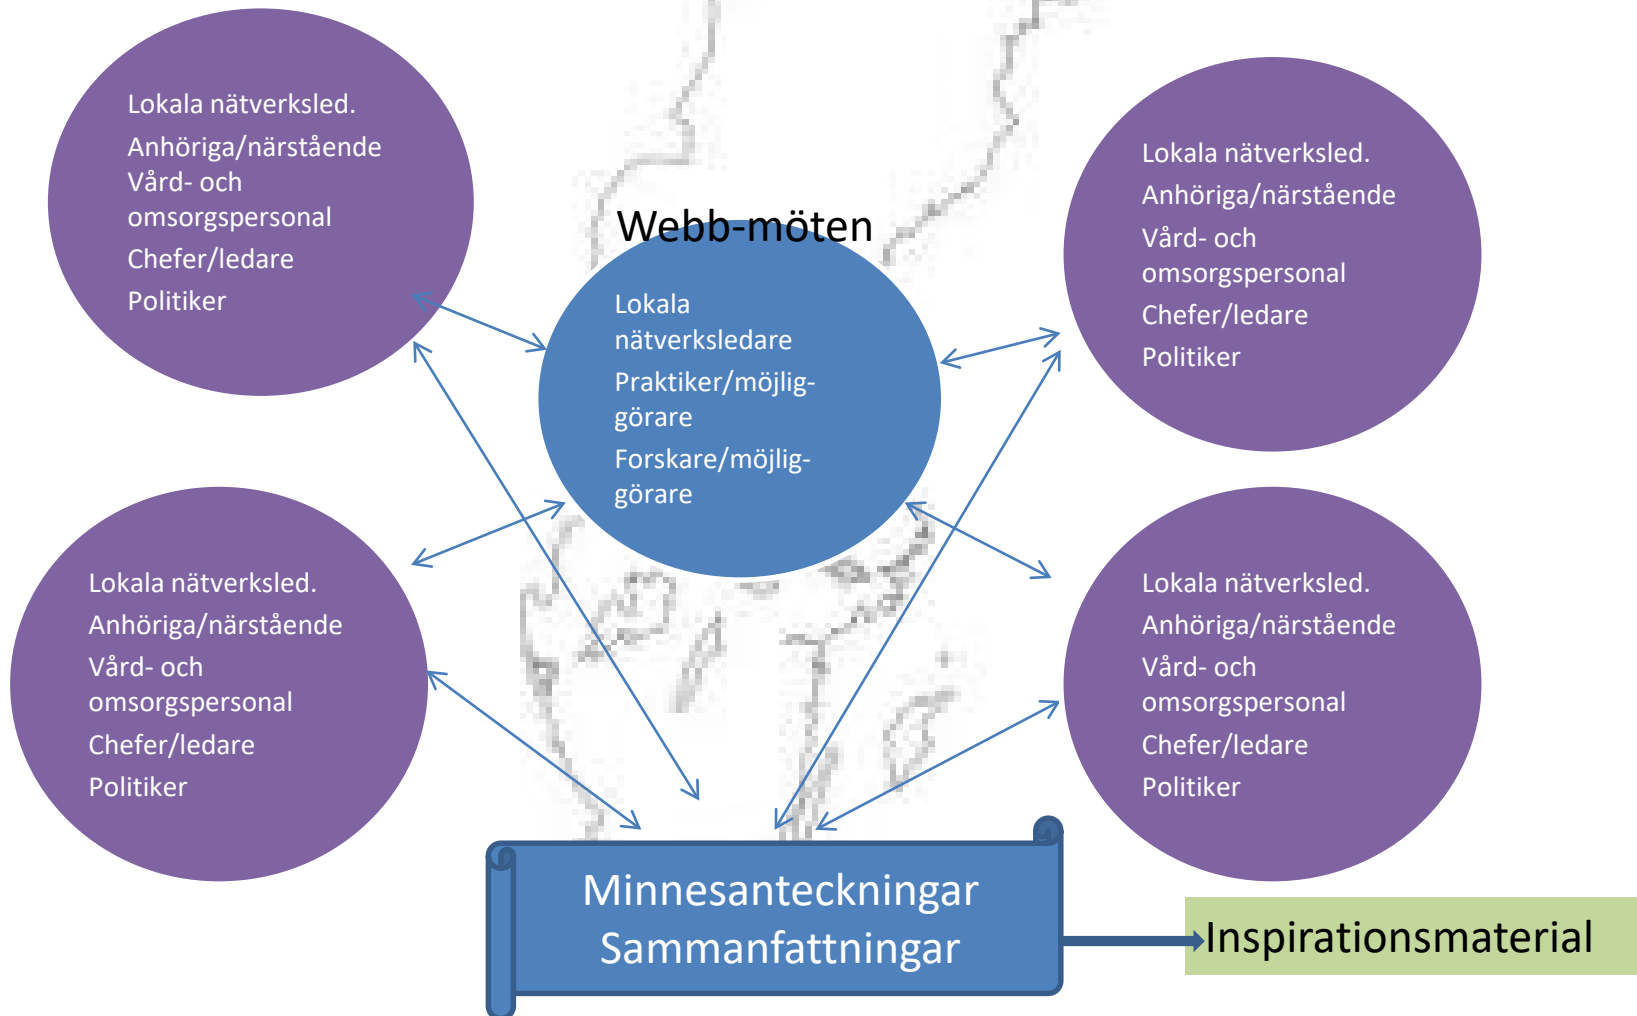 Lokala nätverksled.
Anhöriga/närstående
Vård- och
omsorgspersonal
Chefer/ledare
Politiker
Webb-möten
Lokala
nätverksledare
Praktiker/möjlig-
görare
Forskare/möjlig-
görare
Lokala nätverksled.
Anhöriga/närstående
Vård- och
omsorgspersonal
Chefer/ledare
Politiker
Lokala nätverksled.
Anhöriga/närstående
Vård- och
omsorgspersonal
Chefer/ledare
Politiker
Lokala nätverksled.
Anhöriga/närstående
Vård- och
omsorgspersonal
Chefer/ledare
Politiker
Minnesanteckningar
Sammanfattningar
Inspirationsmaterial